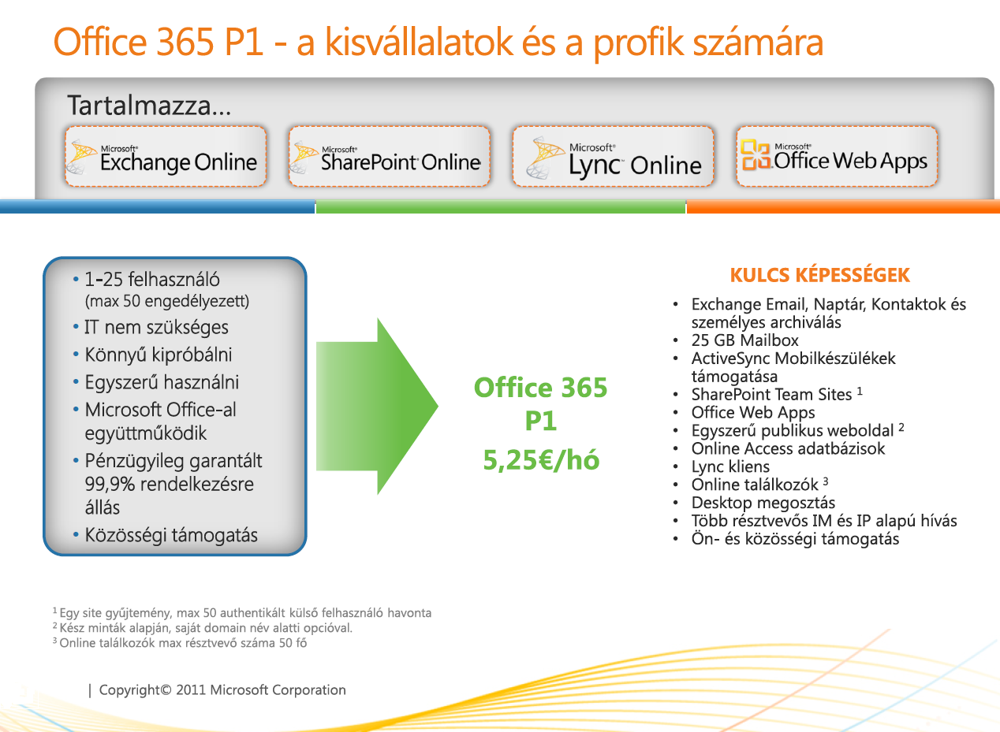 Office 365 P1 - a kisvállalatok és a profik számára
Tartalmazza...
Microsoft®
Exchange Online
Microsoft®
SharePoint® Online
Microsoft®
Lync™ Online
Microsoft®
Office Web Apps
• 1-25 felhasználó
(max 50 engedélyezett)
• IT nem szükséges
• Könnyű kipróbálni
• Egyszerű használni
• Microsoft Office-al
együttműködik
• Pénzügyileg garantált
99,9% rendelkezésre
állás
• Közösségi támogatás
Office 365
P1
5,25€/hó
KULCS KÉPESSÉGEK
• Exchange Email, Naptár, Kontaktok és
személyes archiválás
• 25 GB Mailbox
• ActiveSync Mobilkészülékek
támogatása
• SharePoint Team Sites ¹
• Office Web Apps
• Egyszerű publikus weboldal ²
• Online Access adatbázisok
• Lync kliens
• Online találkozók ³
• Desktop megosztás
• Több résztvevős IM és IP alapú hívás
• Ön- és közösségi támogatás
¹ Egy site gyűjtemény, max 50 authentikált külső felhasználó havonta
² Kész minták alapján, saját domain név alatti opcióval.
³ Online találkozók max résztvevő száma 50 fő
| Copyright© 2011 Microsoft Corporation